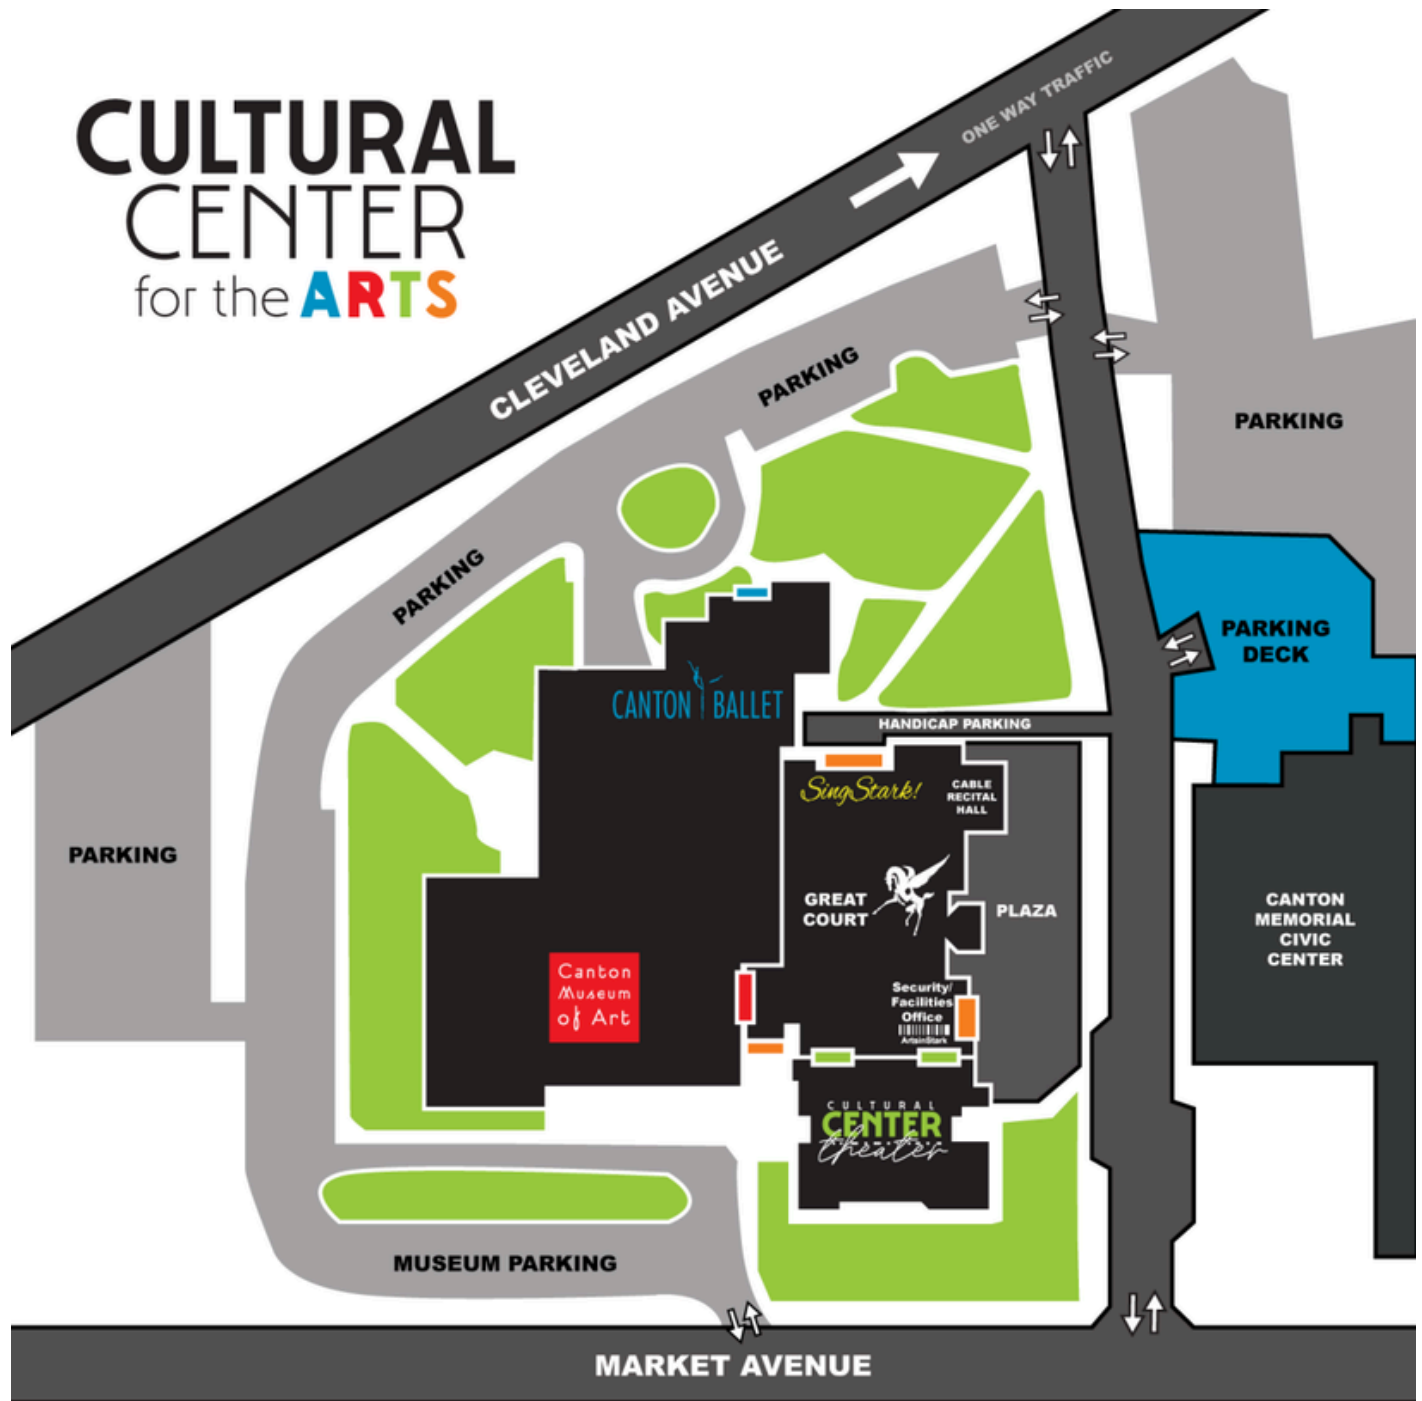 CULTURAL
CENTER
for the ARTS
ONE WAY TRAFFIC
CLEVELAND AVENUE
PARKING
PARKING
PARKING
PARKING
DECK
CANTON BALLET
HANDICAP PARKING
SingStark!
CABLE
RECITAL
HALL
PARKING
GREAT
COURT
PLAZA
CANTON
MEMORIAL
CIVIC
CENTER
Canton
Museum
of Art
Security/
Facilities
Office
ArtsinStark
CULTURAL
CENTER
theater
MUSEUM PARKING
MARKET AVENUE